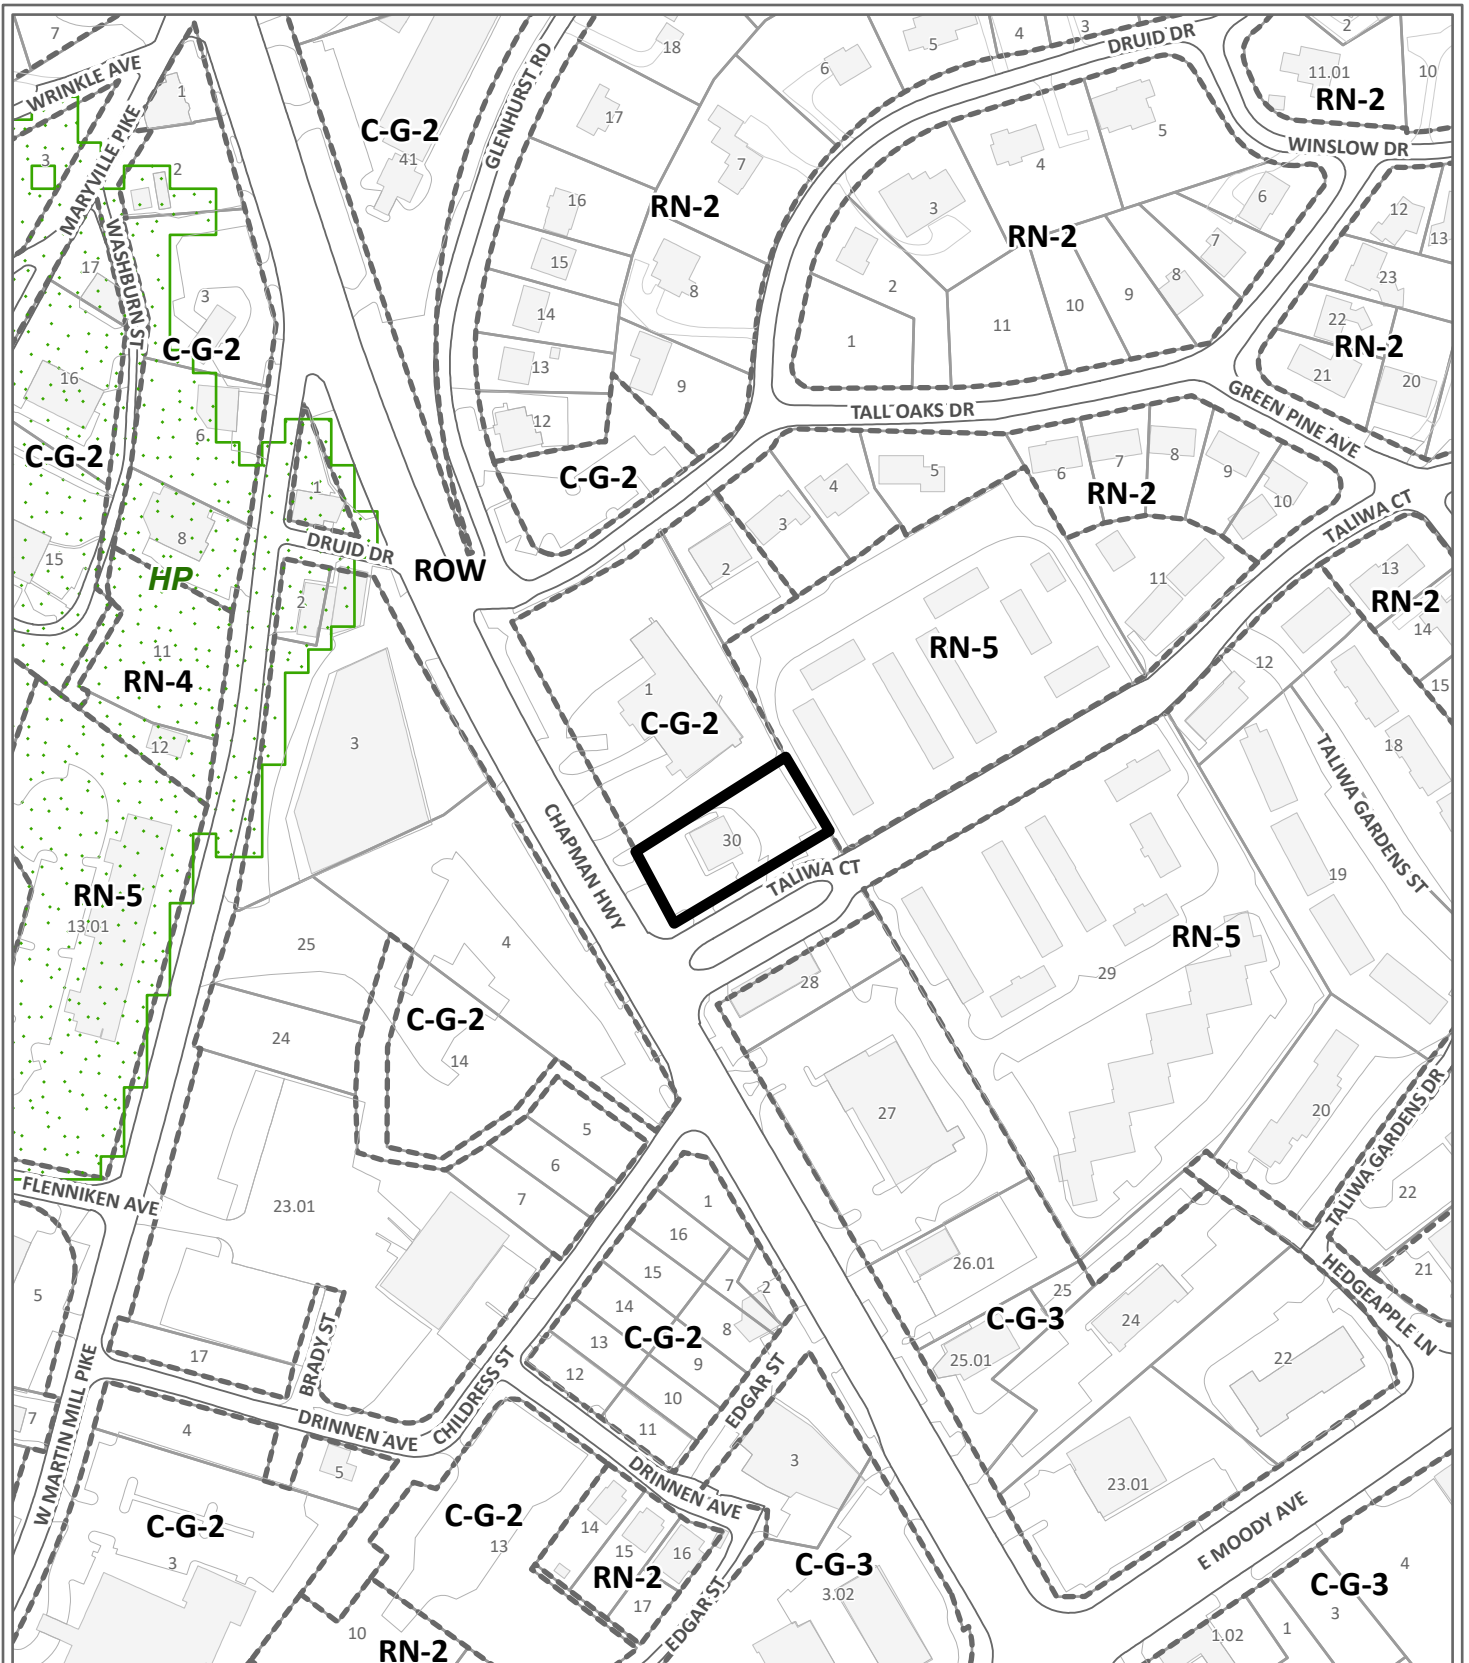 7
WRINKLE AVE
1
MARYVILLE PIKE
3
2
WASHBURN ST
17
3
C-G-2
16
C-G-2
6
8
15
HP
11
RN-4
12
RN-5
13.01
C-G-2
41
GLENHURST RD
18
17
16
15
14
13
12
7
RN-2
8
9
C-G-2
6
5
4
3
DRUID DR
2
11.01
RN-2
10
WINSLOW DR
5
4
3
RN-2
2
1
11
10
9
8
7
6
12
13
23
22
RN-2
21
20
TALL OAKS DR
GREEN PINE AVE
TALIWA CT
1
DRUID DR
2
ROW
3
2
3
4
5
6
7
8
9
10
RN-2
11
13
RN-2
14
15
12
RN-5
1
C-G-2
30
TALIWA CT
CHAPMAN HWY
TALIWA GARDENS ST
18
19
RN-5
29
28
25
4
C-G-2
14
24
27
20
TALIWA GARDENS DR
22
5
6
7
23.01
FLENNIKEN AVE
5
W MARTIN MILL PIKE
17
BRADY ST
7
4
DRINNEN AVE
CHILDRESS ST
5
1
16
15
14
13
12
7
2
8
C-G-2
9
10
11
EDGAR ST
26.01
25
C-G-3
25.01
24
22
HEDGEAPPLE LN
21
3
DRINNEN AVE
23.01
E MOODY AVE
C-G-2
3
C-G-2
13
14
15
16
RN-2
17
EDGAR ST
C-G-3
3.02
10
RN-2
4
C-G-3
3
1
1.02